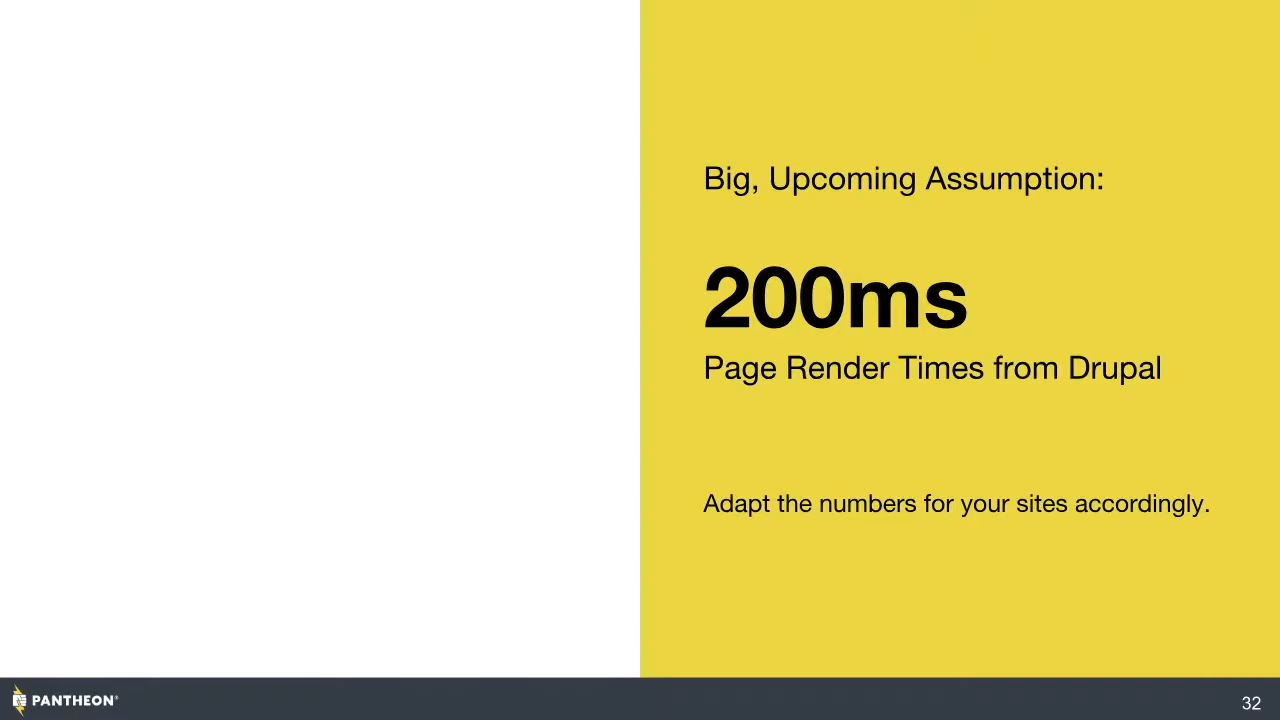 Big, Upcoming Assumption:
200ms
Page Render Times from Drupal
Adapt the numbers for your sites accordingly.
PANTHEON®
32